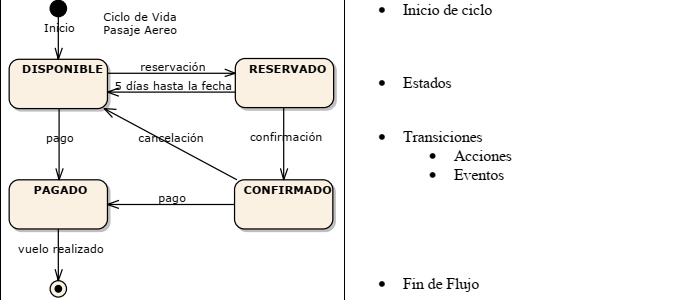 Ciclo de Vida
Pasaje Aereo
Inicio
DISPONIBLE
reservación
RESERVADO
5 días hasta la fecha
pago
cancelación
confirmación
PAGADO
pago
CONFIRMADO
vuelo realizado
• Inicio de ciclo
• Estados
• Transiciones
• Acciones
• Eventos
• Fin de Flujo